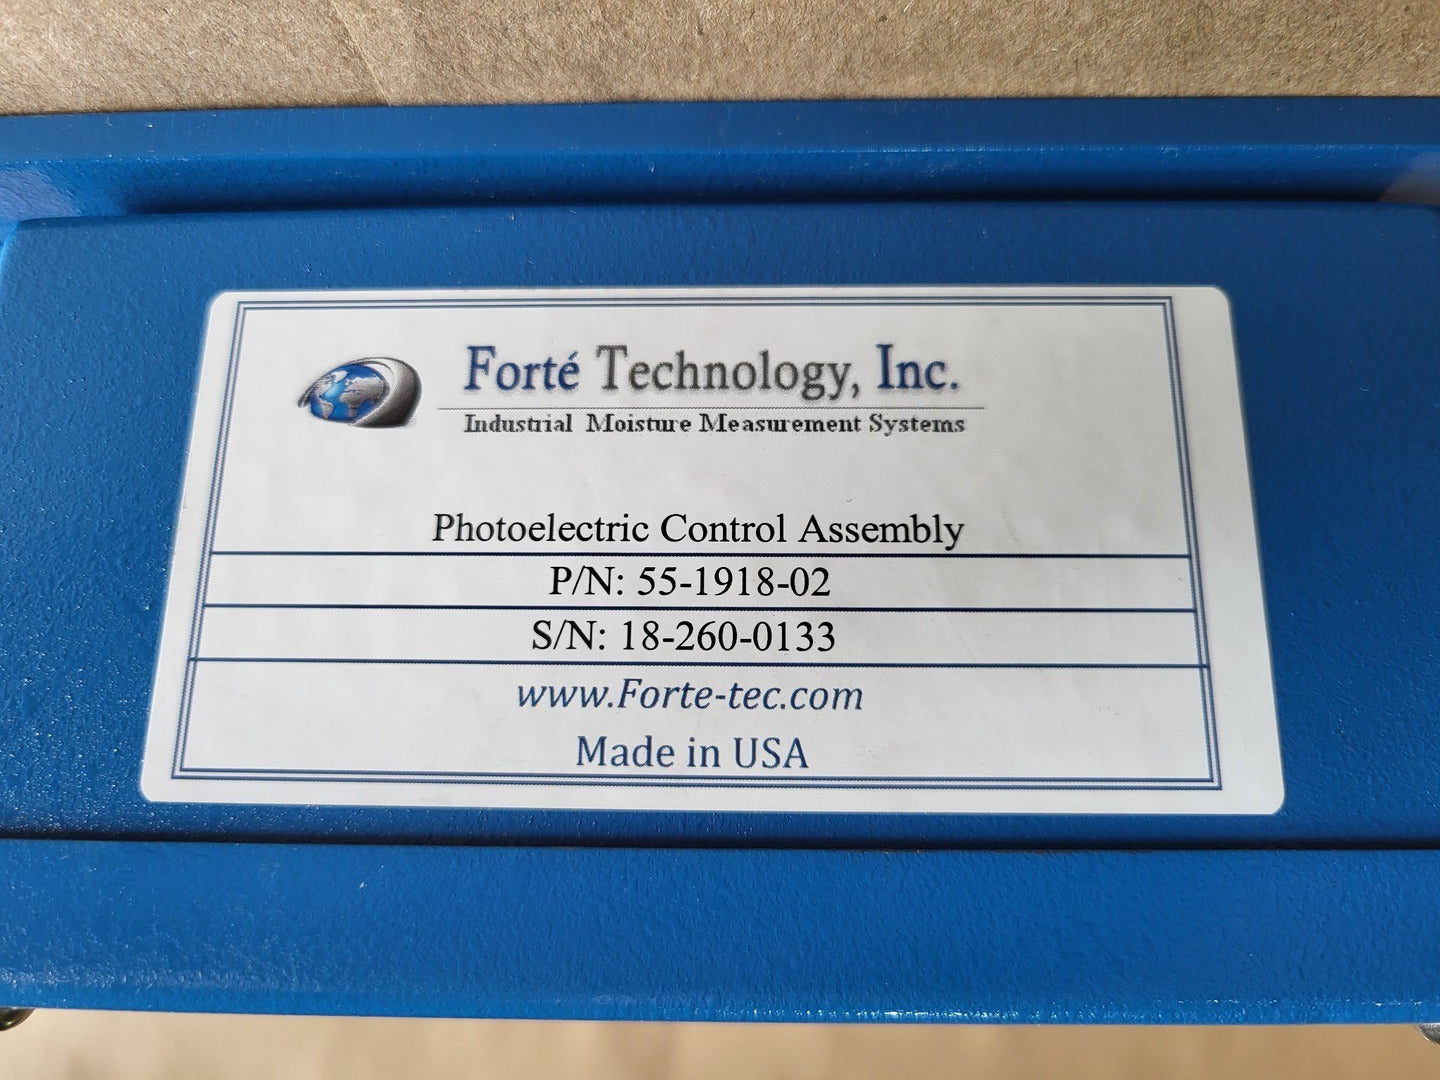 Forté Technology, Inc.
Industrial Moisture Measurement Systems
Photoelectric Control Assembly
P/N: 55-1918-02
S/N: 18-260-0133
www.Forte-tec.com
Made in USA